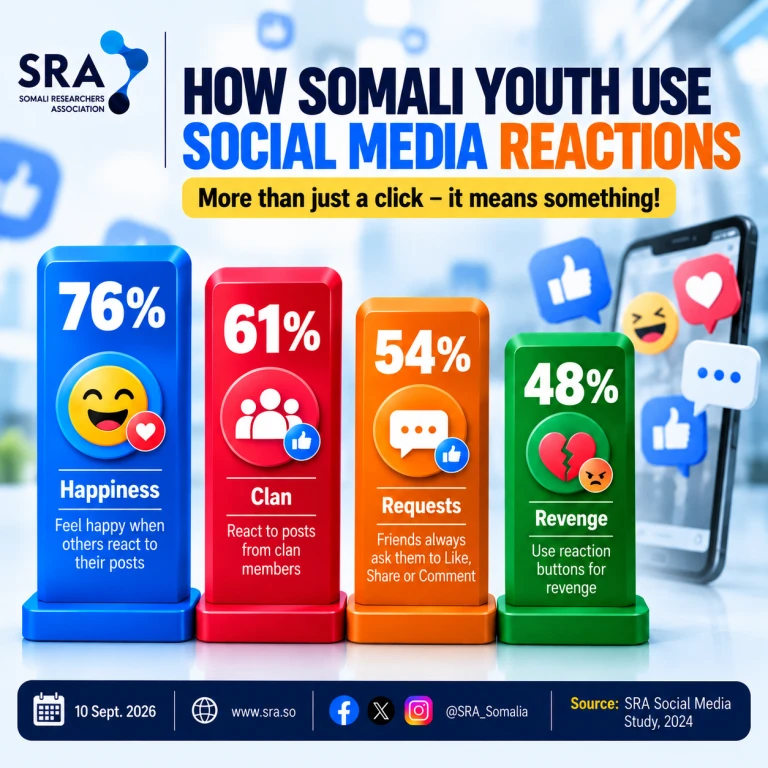 SRA
SOMALI RESEARCHERS
ASSOCIATION
HOW SOMALI YOUTH USE
SOCIAL MEDIA REACTIONS
More than just a click – it means something!
76%
Happiness
Feel happy when
others react to
their posts
61%
Clan
React to posts
from clan
members
54%
Requests
Friends always
ask them to Like,
Share or Comment
48%
Revenge
Use reaction
buttons for
revenge
10 Sept. 2026
www.sra.so
@SRA_Somalia
Source: SRA Social Media
Study, 2024